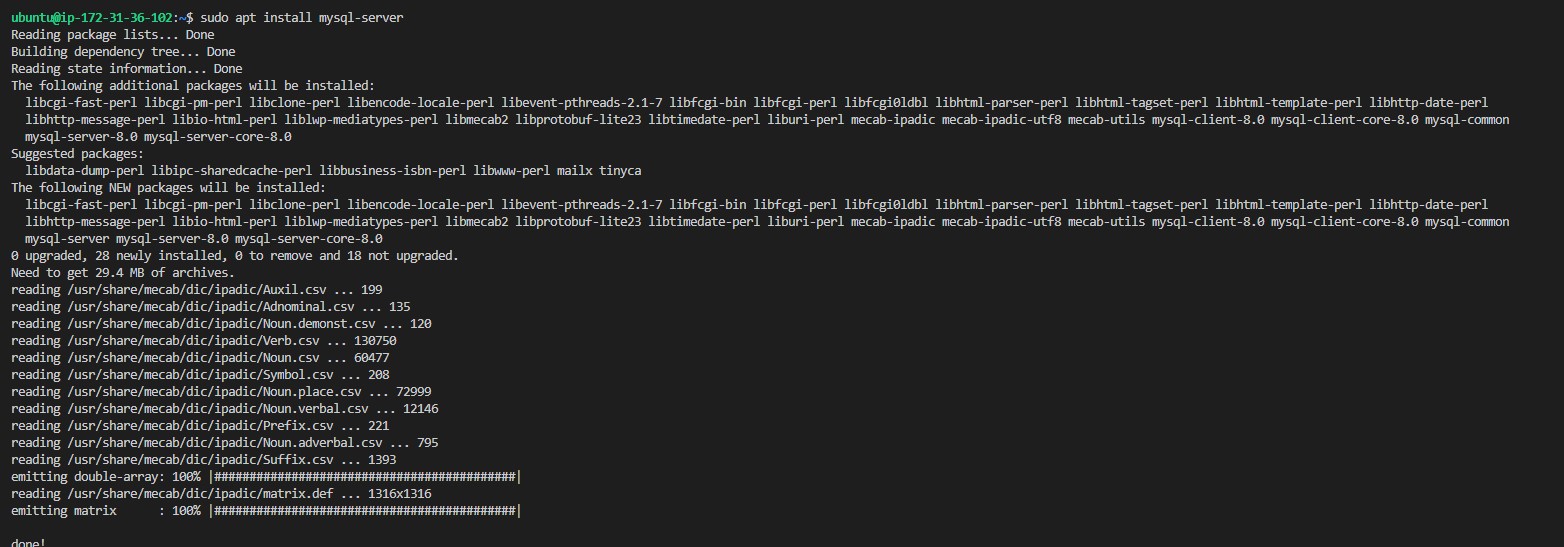 ubuntu@ip-172-31-36-102:~$ sudo apt install mysql-server
Reading package lists... Done
Building dependency tree... Done
Reading state information... Done
The following additional packages will be installed:
  libcgi-fast-perl libcgi-pm-perl libclone-perl libencode-locale-perl libevent-pthreads-2.1-7 libfcgi-bin libfcgi-perl libfcgi0ldbl libhtml-parser-perl libhtml-tagset-perl libhtml-template-perl libhttp-date-perl
  libhttp-message-perl libio-html-perl liblwp-mediatypes-perl libmecab2 libprotobuf-lite23 libtimedate-perl liburi-perl mecab-ipadic mecab-ipadic-utf8 mecab-utils mysql-client-8.0 mysql-client-core-8.0 mysql-common
  mysql-server-8.0 mysql-server-core-8.0
Suggested packages:
  libdata-dump-perl libipc-sharedcache-perl libbusiness-isbn-perl libwww-perl mailx tinyca
The following NEW packages will be installed:
  libcgi-fast-perl libcgi-pm-perl libclone-perl libencode-locale-perl libevent-pthreads-2.1-7 libfcgi-bin libfcgi-perl libfcgi0ldbl libhtml-parser-perl libhtml-tagset-perl libhtml-template-perl libhttp-date-perl
  libhttp-message-perl libio-html-perl liblwp-mediatypes-perl libmecab2 libprotobuf-lite23 libtimedate-perl liburi-perl mecab-ipadic mecab-ipadic-utf8 mecab-utils mysql-client-8.0 mysql-client-core-8.0 mysql-common
  mysql-server mysql-server-8.0 mysql-server-core-8.0
0 upgraded, 28 newly installed, 0 to remove and 18 not upgraded.
Need to get 29.4 MB of archives.
reading /usr/share/mecab/dic/ipadic/Auxil.csv ... 199
reading /usr/share/mecab/dic/ipadic/Adnominal.csv ... 135
reading /usr/share/mecab/dic/ipadic/Noun.demonst.csv ... 120
reading /usr/share/mecab/dic/ipadic/Verb.csv ... 130750
reading /usr/share/mecab/dic/ipadic/Noun.csv ... 60477
reading /usr/share/mecab/dic/ipadic/Symbol.csv ... 208
reading /usr/share/mecab/dic/ipadic/Noun.place.csv ... 72999
reading /usr/share/mecab/dic/ipadic/Noun.verbal.csv ... 12146
reading /usr/share/mecab/dic/ipadic/Prefix.csv ... 221
reading /usr/share/mecab/dic/ipadic/Noun.adverbal.csv ... 795
reading /usr/share/mecab/dic/ipadic/Suffix.csv ... 1393
emitting double-array: 100% |###########################################|
reading /usr/share/mecab/dic/ipadic/matrix.def ... 1316x1316
emitting matrix      : 100% |###########################################|
done!